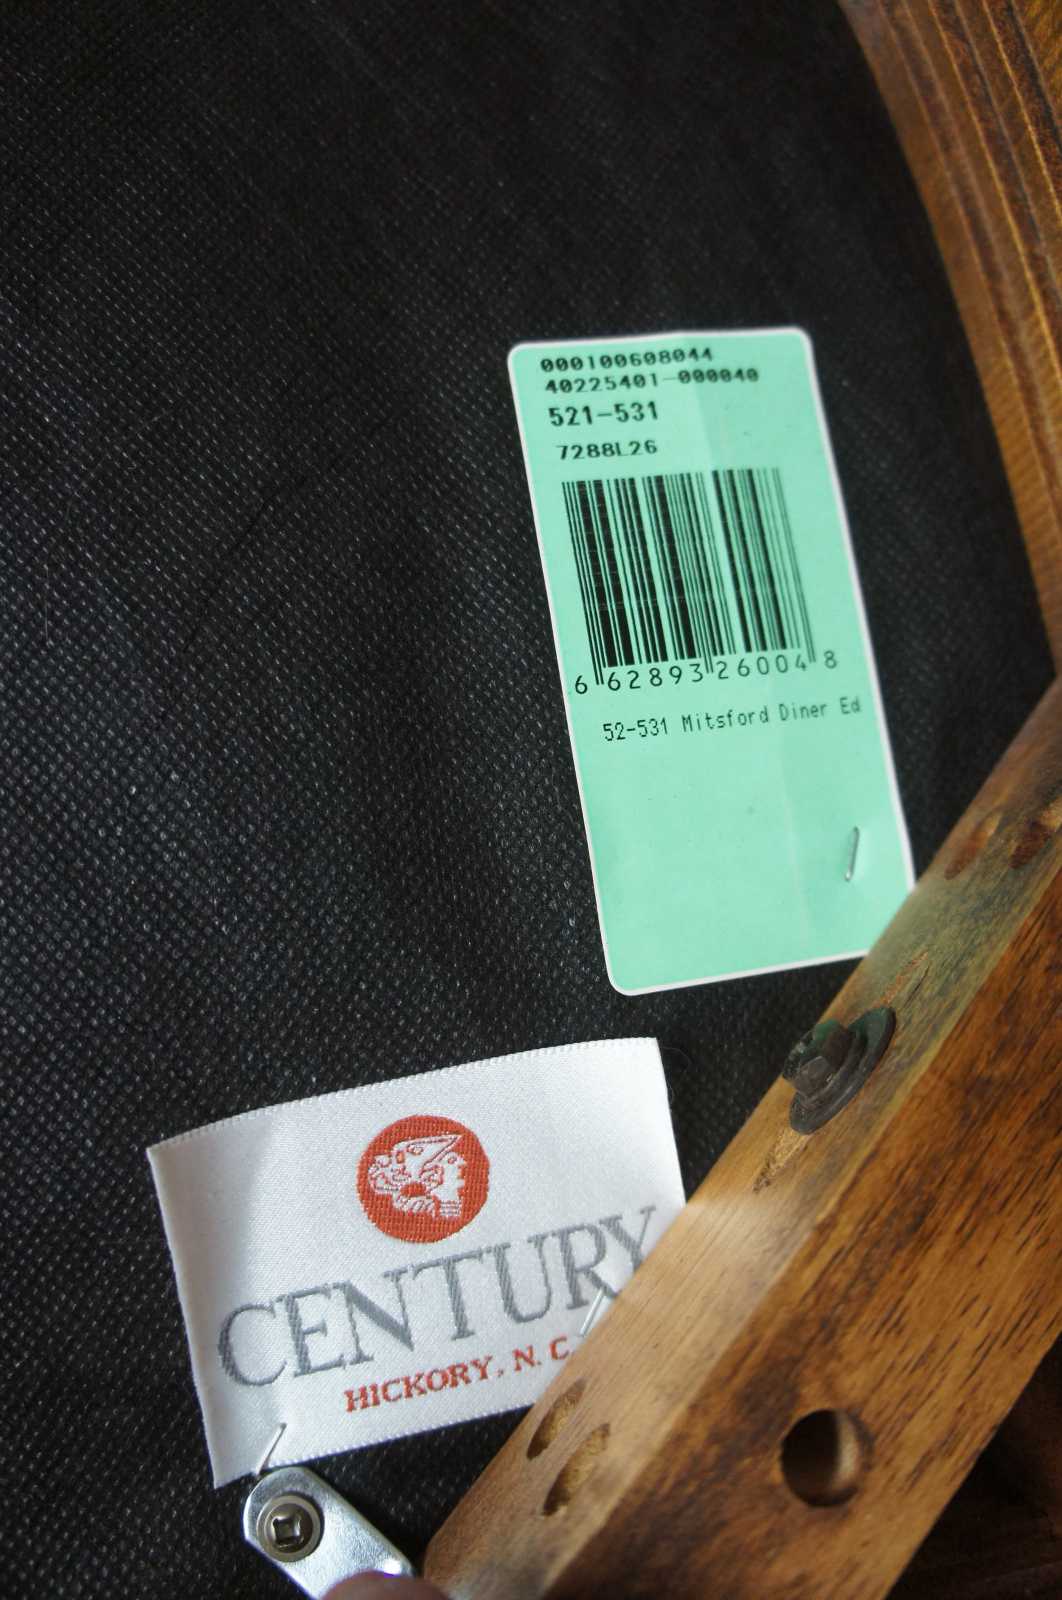 000100608044
40225401-000040
521-531
7288L26
6 62893 26004 8
52-531 Mitsford Diner Ed
CENTURY
HICKORY, N.C.